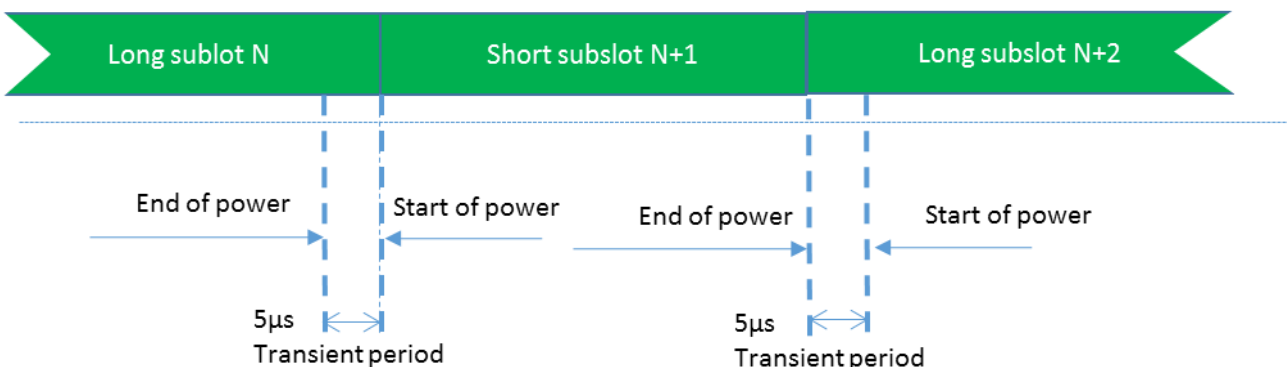 Long sublot N
Short subslot N+1
Long subslot N+2
End of power
Start of power
End of power
Start of power
5µs
Transient period
5µs
Transient period